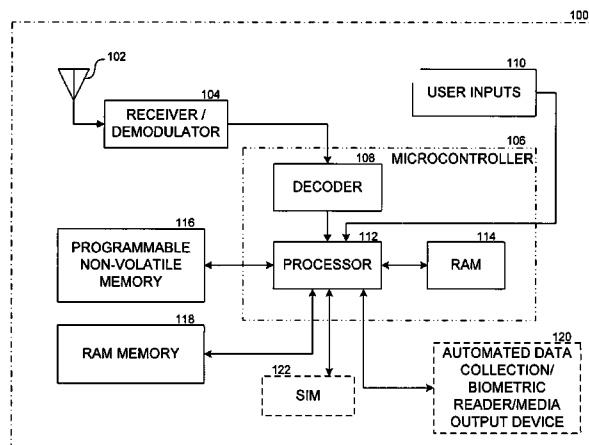 100
102
104
RECEIVER /
DEMODULATOR
110
USER INPUTS
106
MICROCONTROLLER
108
DECODER
116
PROGRAMMABLE
NON-VOLATILE
MEMORY
112
PROCESSOR
114
RAM
118
RAM MEMORY
122
SIM
120
AUTOMATED DATA
COLLECTION/
BIOMETRIC
READER/MEDIA
OUTPUT DEVICE